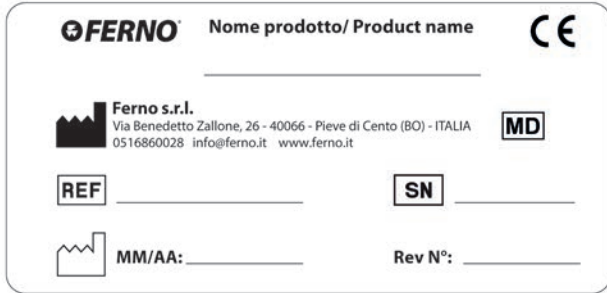 FERNO Nome prodotto/ Product name CE
Ferno s.r.l.
Via Benedetto Zallone, 26 - 40066 - Pieve di Cento (BO) - ITALIA MD
0516860028 info@ferno.it www.ferno.it
REF SN
MM/AA: Rev N°: